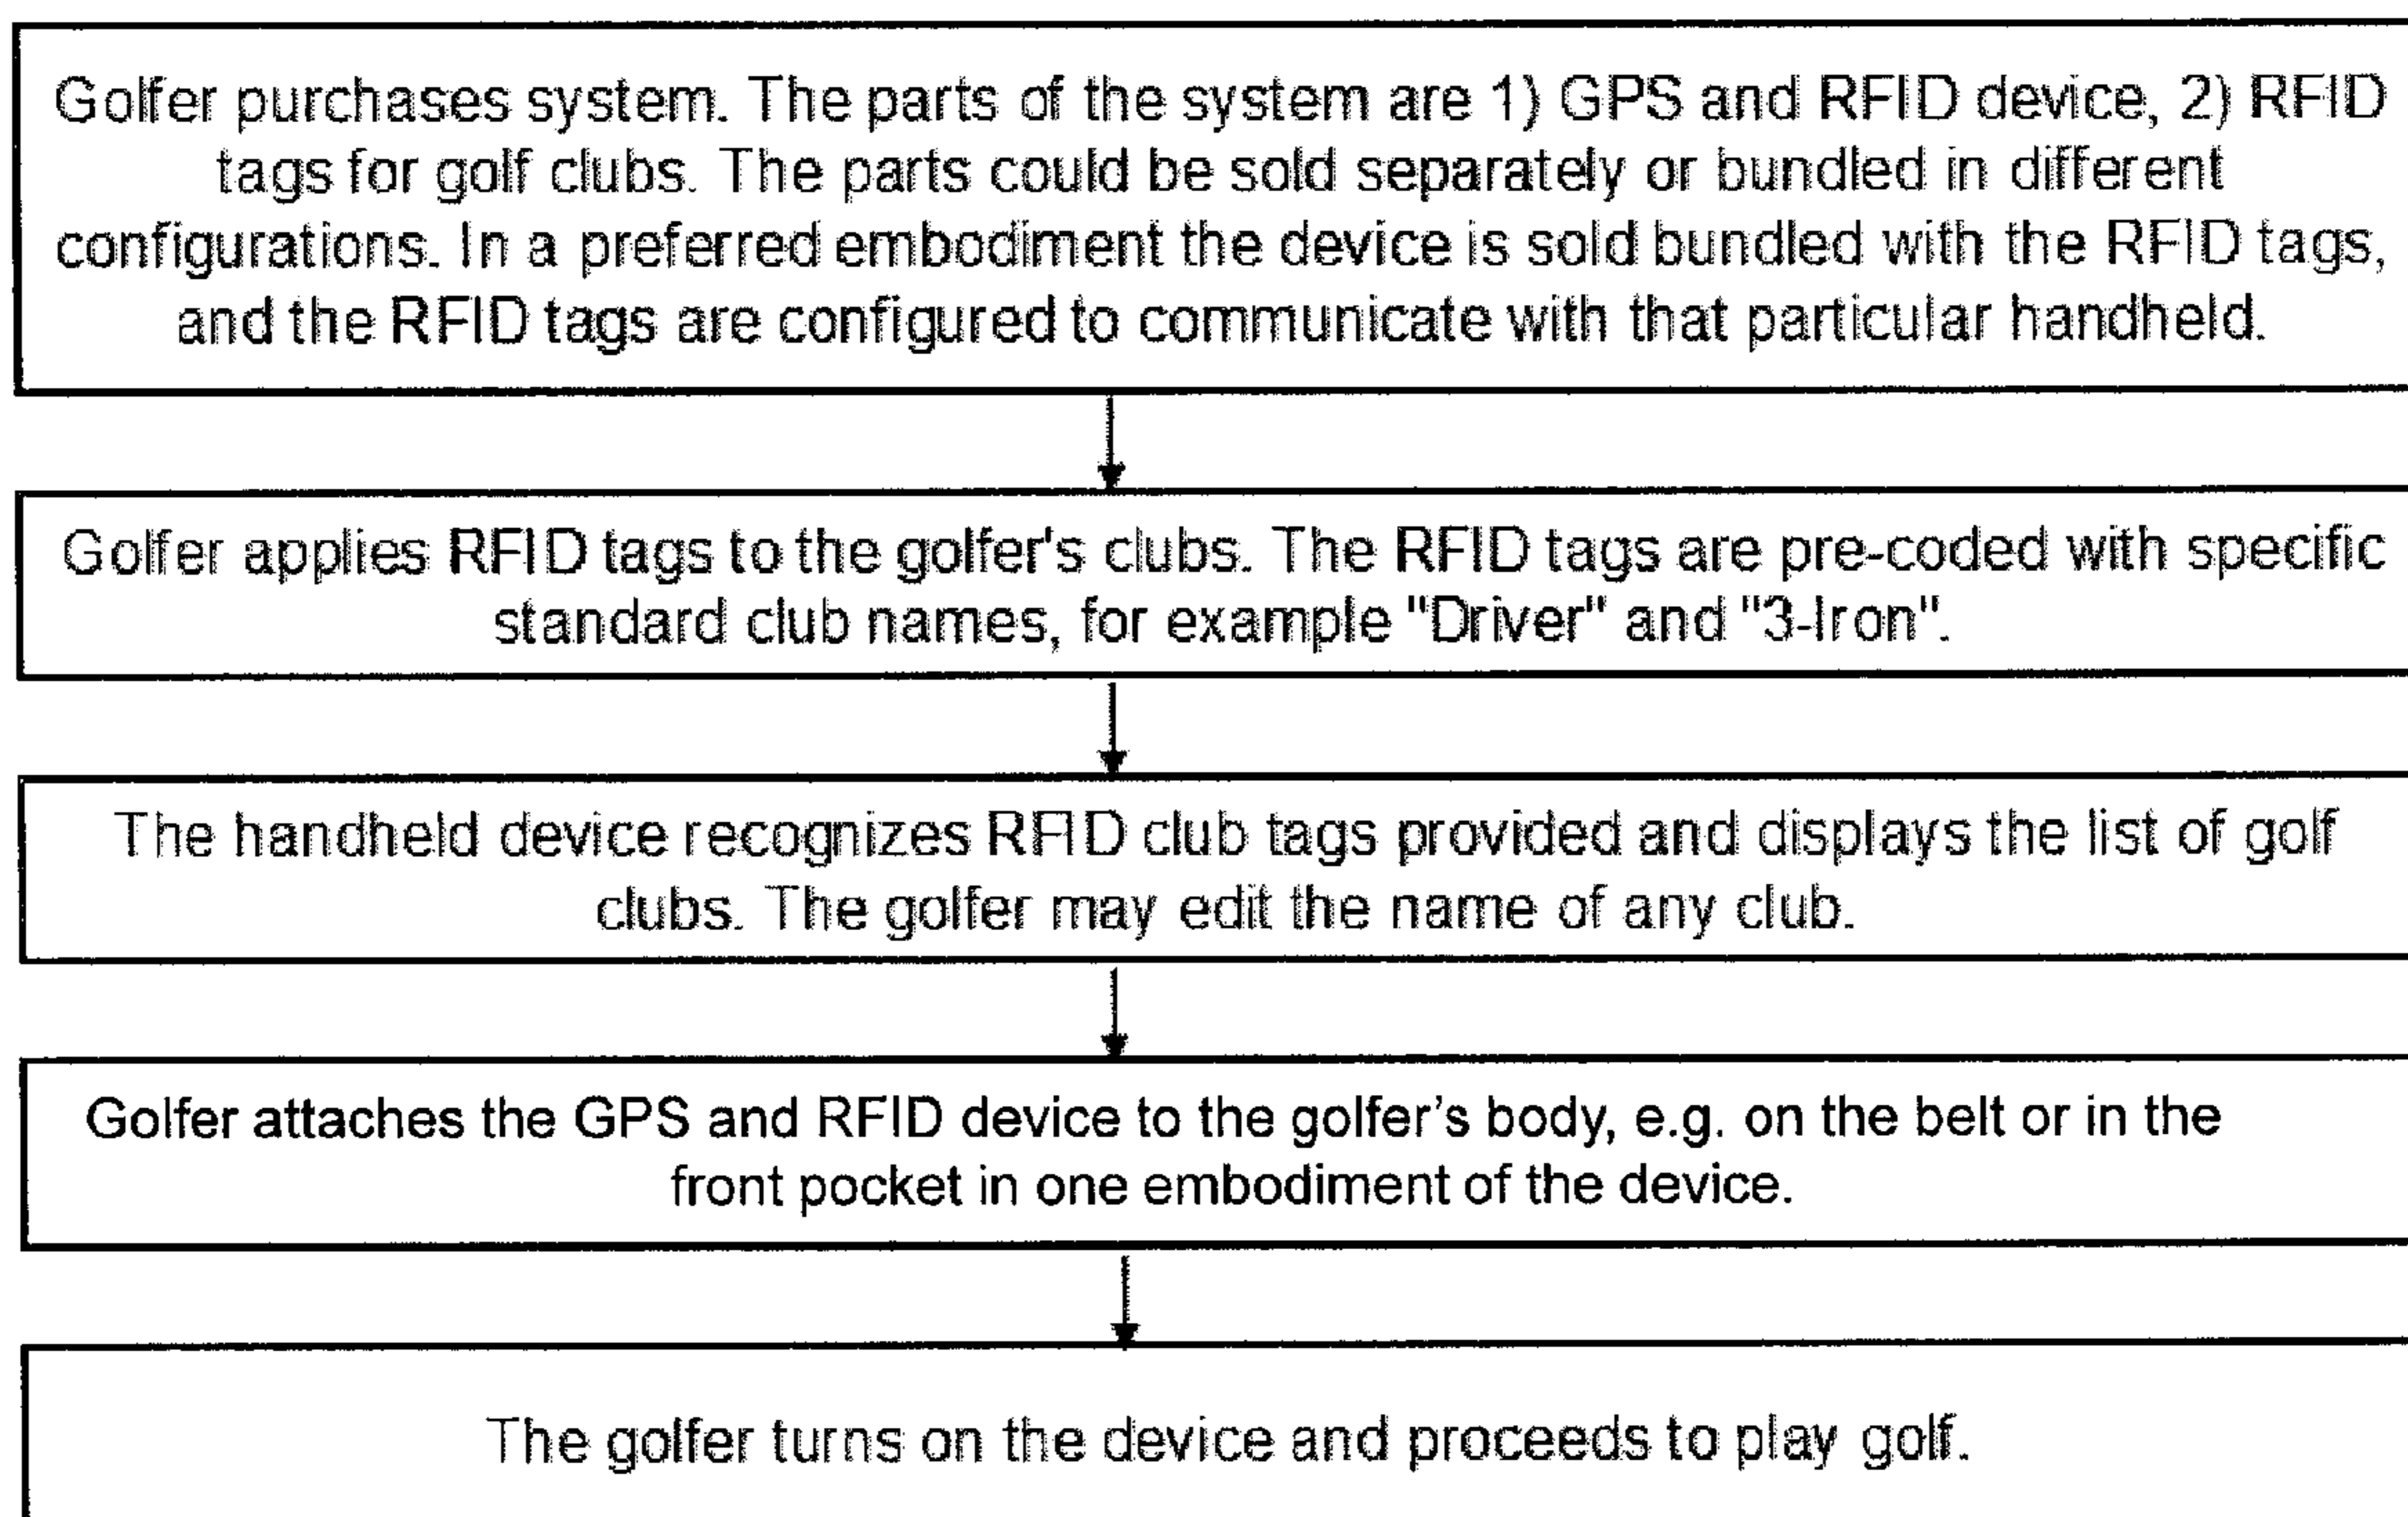 Golfer purchases system. The parts of the system are 1) GPS and RFID device, 2) RFID
tags for golf clubs. The parts could be sold separately or bundled in different
configurations. In a preferred embodiment the device is sold bundled with the RFID tags,
and the RFID tags are configured to communicate with that particular handheld.
Golfer applies RFID tags to the golfer's clubs. The RFID tags are pre-coded with specific
standard club names, for example "Driver" and "3-Iron".
The handheld device recognizes RFID club tags provided and displays the list of golf
clubs. The golfer may edit the name of any club.
Golfer attaches the GPS and RFID device to the golfer’s body, e.g. on the belt or in the
front pocket in one embodiment of the device.
The golfer turns on the device and proceeds to play golf.